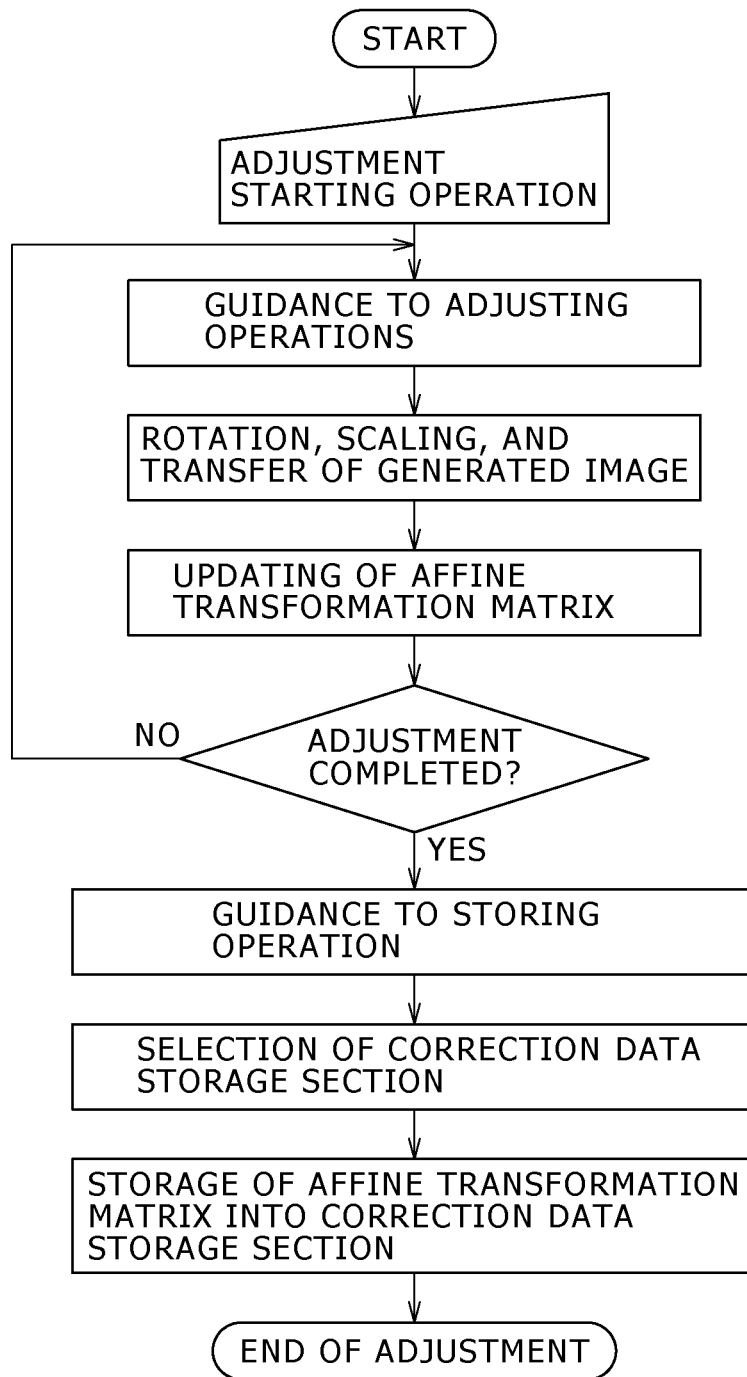 START
ADJUSTMENT
STARTING OPERATION
GUIDANCE TO ADJUSTING
OPERATIONS
ROTATION, SCALING, AND
TRANSFER OF GENERATED IMAGE
UPDATING OF AFFINE
TRANSFORMATION MATRIX
NO
ADJUSTMENT
COMPLETED?
YES
GUIDANCE TO STORING
OPERATION
SELECTION OF CORRECTION DATA
STORAGE SECTION
STORAGE OF AFFINE TRANSFORMATION
MATRIX INTO CORRECTION DATA
STORAGE SECTION
END OF ADJUSTMENT